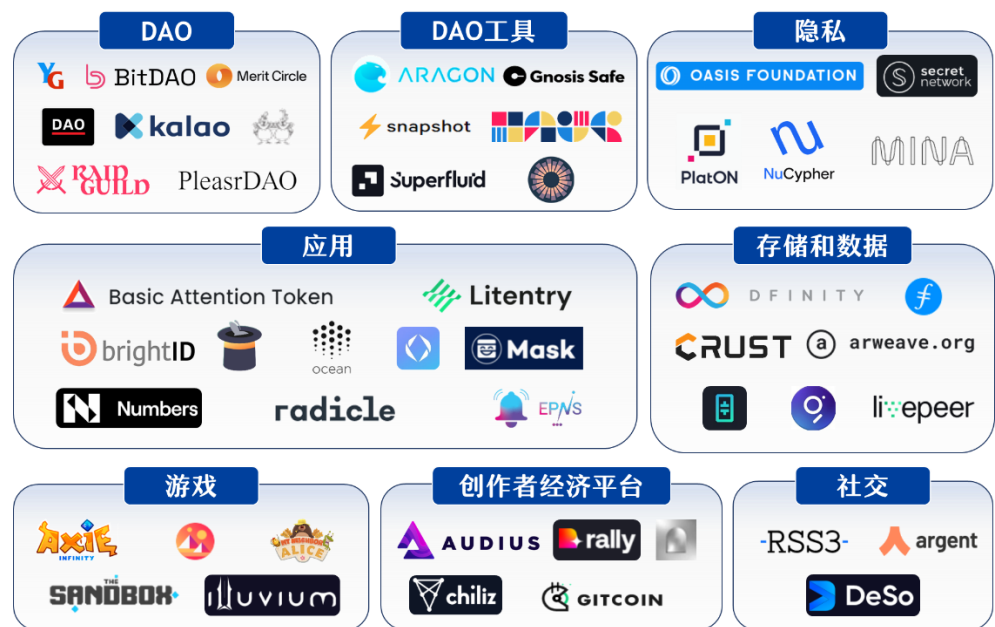 DAO
YG BitDAO Merit Circle
DAO kalao
RAID GUILD PleasrDAO
DAO工具
ARAGON Gnosis Safe
snapshot
Superfluid
隐私
OASIS FOUNDATION secret network
PlatON NuCypher MINA
应用
Basic Attention Token Litentry
brightID ocean Mask
Numbers radicle EPNS
存储和数据
DFINITY
CRUST a arweave.org
livepeer
游戏
AXIE INFINITY MY NEIGHBOR ALICE
THE SANDBOX illuvium
创作者经济平台
AUDIUS rally
chiliz GITCOIN
社交
-RSS3- argent
DeSo